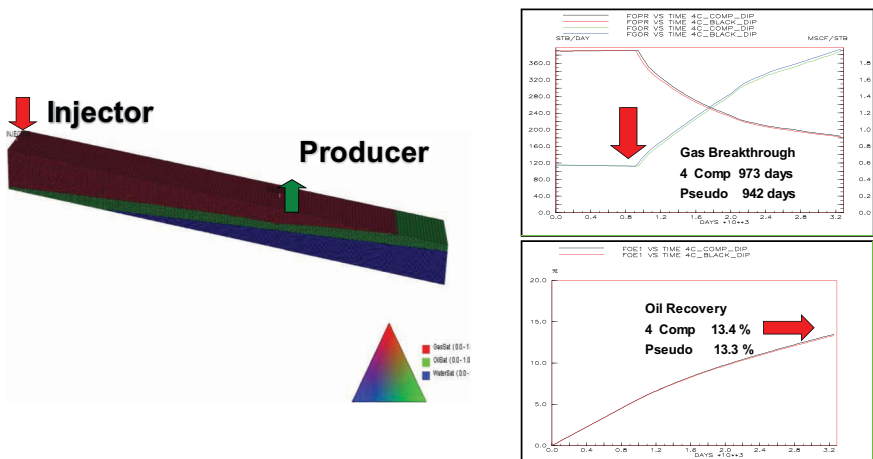 Injector
INJEC
Producer
GasSat (0.0 - 1.
OilSat (0.0 - 1.0
WaterSat (0.0 -
FOPR VS TIME 4C_COMP_DIP
FOPR VS TIME 4C_BLACK_DIP
FGOR VS TIME 4C_COMP_DIP
FGOR VS TIME 4C_BLACK_DIP
STB/DAY
MSCF/STB
360.0
320.0
280.0
240.0
200.0
160.0
120.0
80.0
40.0
0.0
1.8
1.6
1.4
1.2
1.0
0.8
0.6
0.4
0.2
0.0
Gas Breakthrough
4 Comp 973 days
Pseudo 942 days
0.0 0.4 0.8 1.2 1.6 2.0 2.4 2.8 3.2
DAYS *10**3
FOE1 VS TIME 4C_COMP_DIP
FOE1 VS TIME 4C_BLACK_DIP
%
20.0
15.0
10.0
5.0
0.0
Oil Recovery
4 Comp 13.4 %
Pseudo 13.3 %
0.0 0.4 0.8 1.2 1.6 2.0 2.4 2.8 3.2
DAYS *10**3